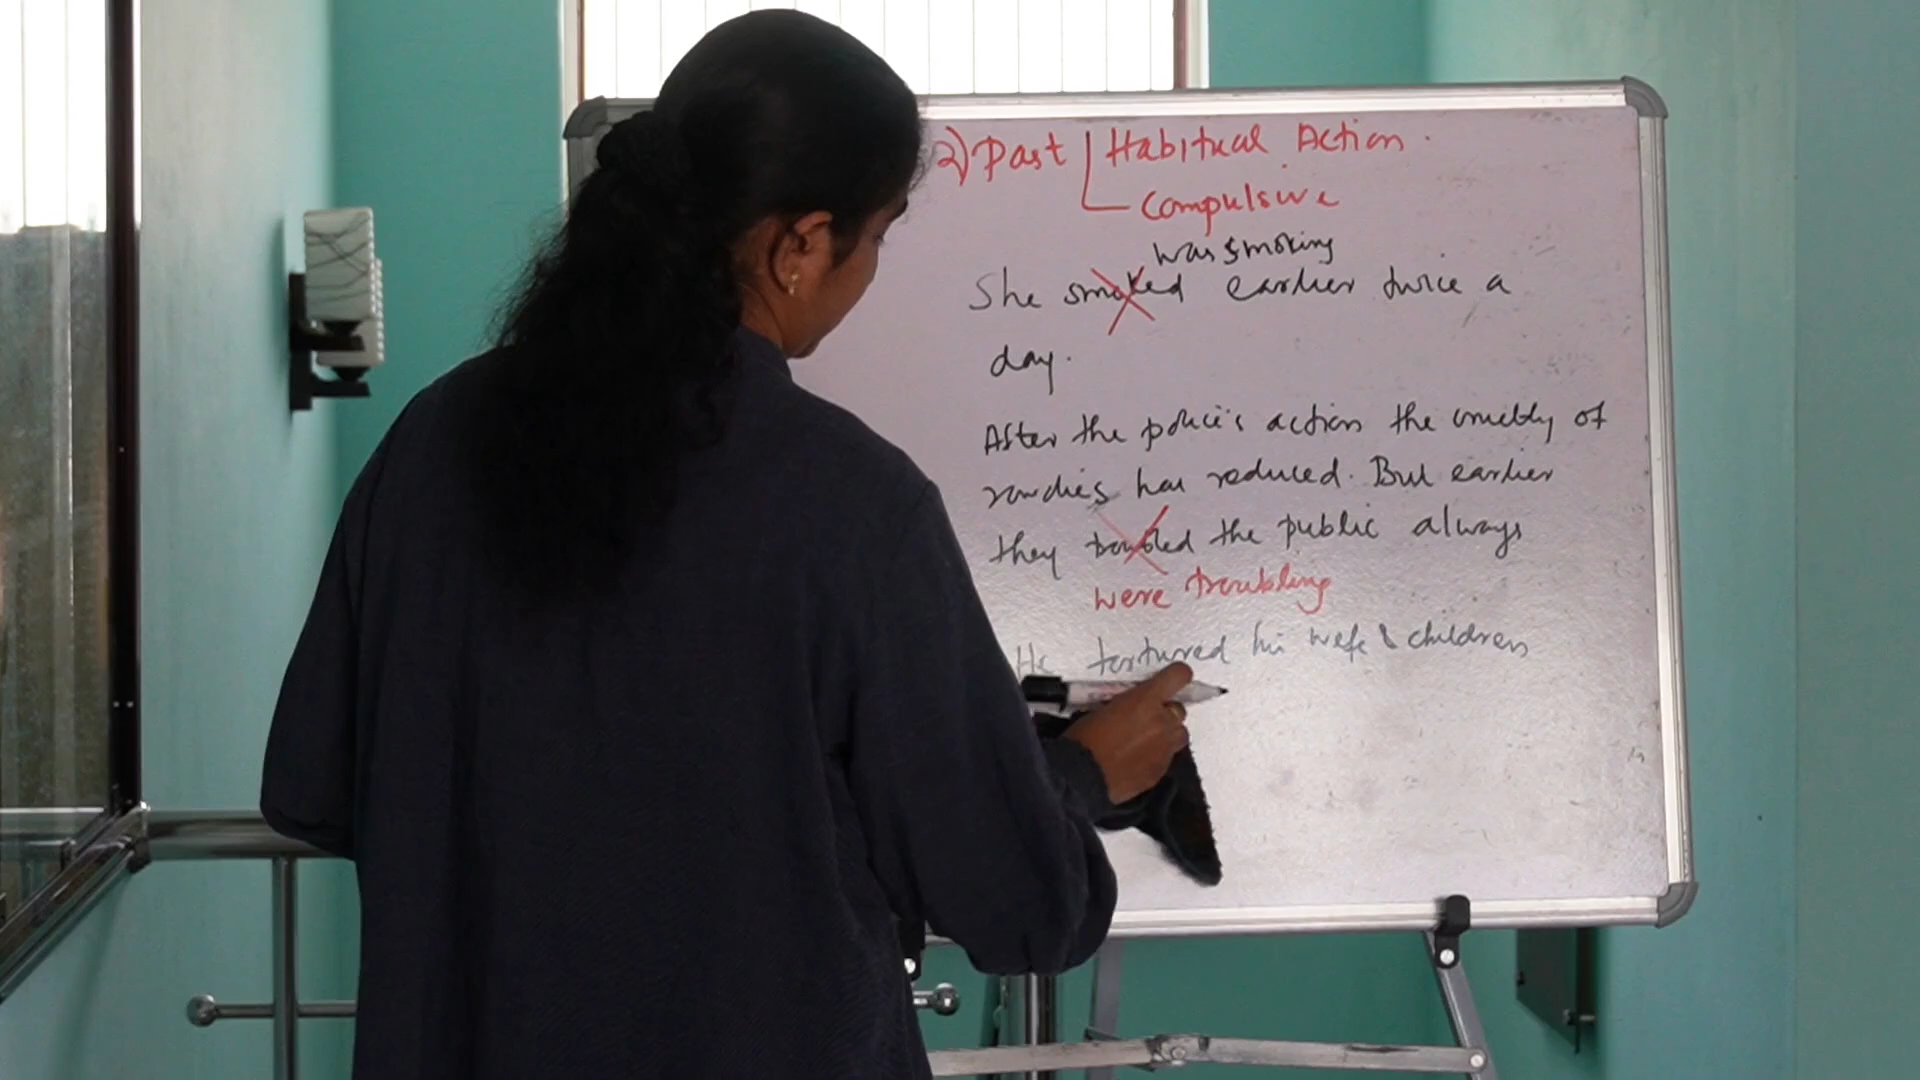 2) Past Habitual Action.
Compulsive
was smoking
She smoked earlier twice a
day.
After the police's action the cruelty of
rowdies has reduced. But earlier
they troubled the public always
were troubling
He tortured his wife & children